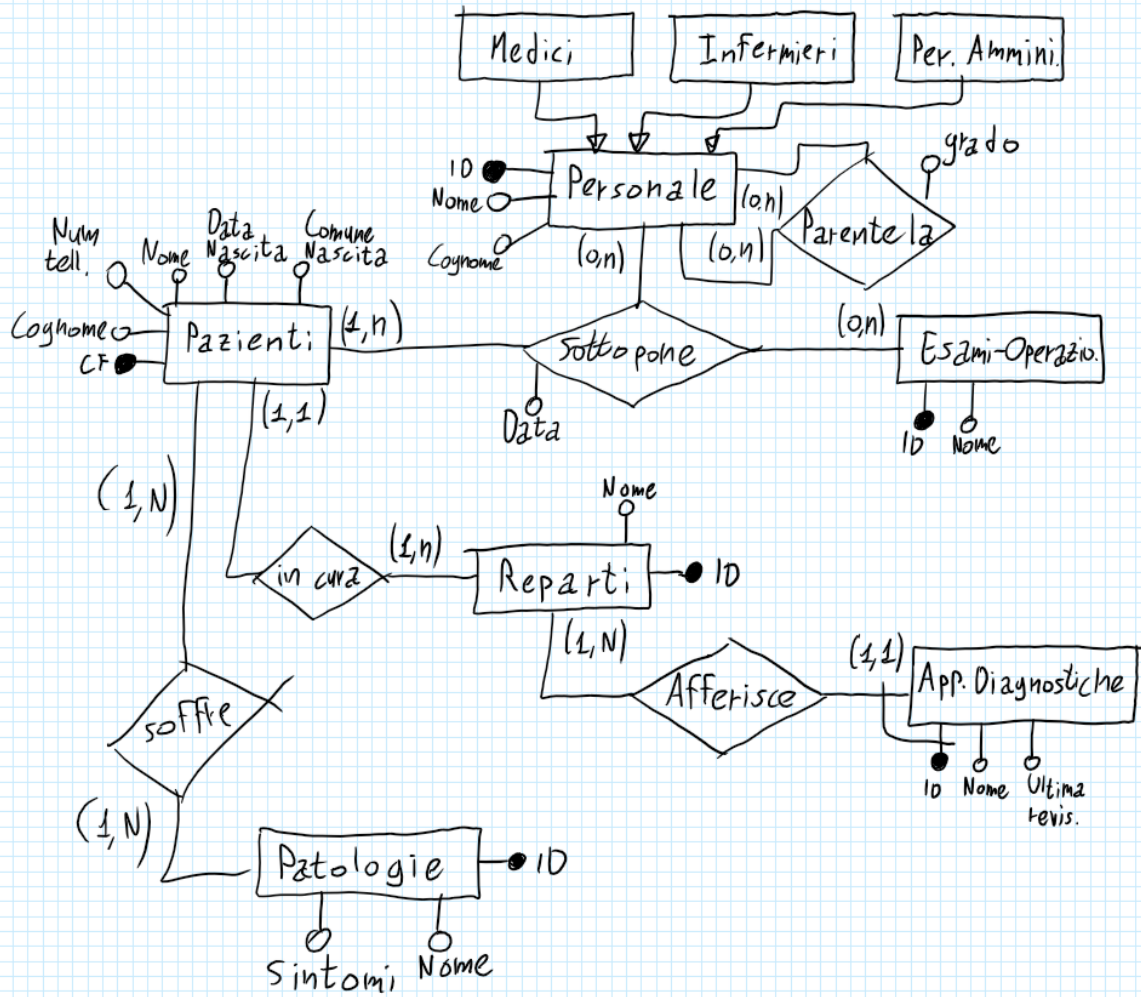 Medici
Infermieri
Per. Ammini.
ID
Nome
Cognome
Personale
(0,n)
(0,n)
(0,n)
grado
Parentela
Num
tell.
Nome
Data
Nascita
Comune
Nascita
Cognome
CF
Pazienti
(1,n)
(1,1)
(1,N)
Sottopone
Data
(0,n)
Esami-Operazio.
ID
Nome
in cura
(1,n)
Nome
Reparti
ID
(1,N)
Afferisce
(1,1)
App. Diagnostiche
ID
Nome
Ultima
revis.
soffre
(1,N)
Patologie
ID
Sintomi
Nome